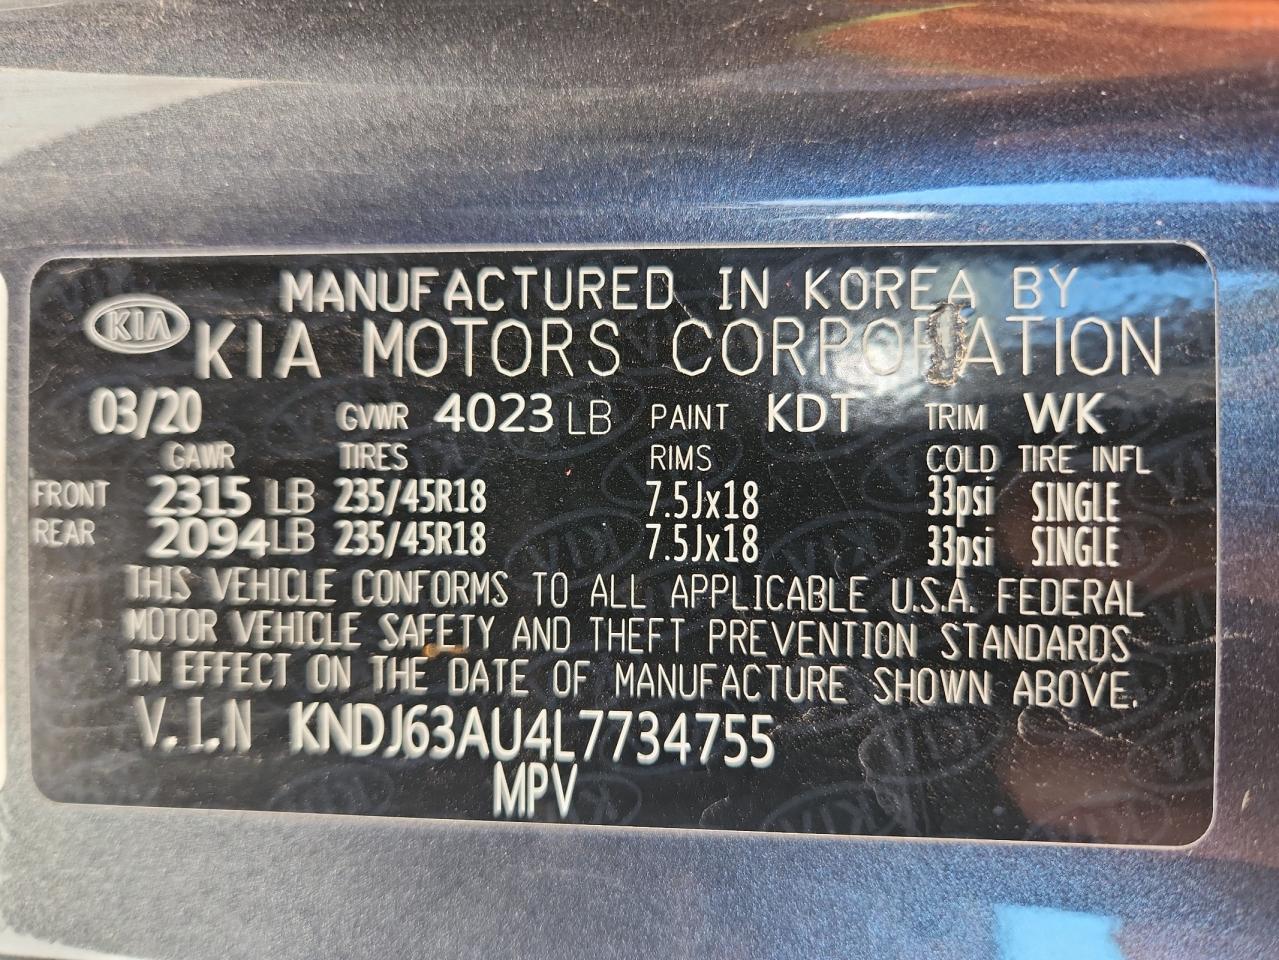 MANUFACTURED IN KOREA BY
KIA KIA MOTORS CORPORATION
03/20 GVWR 4023 LB PAINT KDT TRIM WK
GAWR TIRES RIMS COLD TIRE INFL
FRONT 2315 LB 235/45R18 7.5Jx18 33psi SINGLE
REAR 2094 LB 235/45R18 7.5Jx18 33psi SINGLE
THIS VEHICLE CONFORMS TO ALL APPLICABLE U.S.A. FEDERAL
MOTOR VEHICLE SAFETY AND THEFT PREVENTION STANDARDS
IN EFFECT ON THE DATE OF MANUFACTURE SHOWN ABOVE.
V.I.N KNDJ63AU4L7734755
MPV